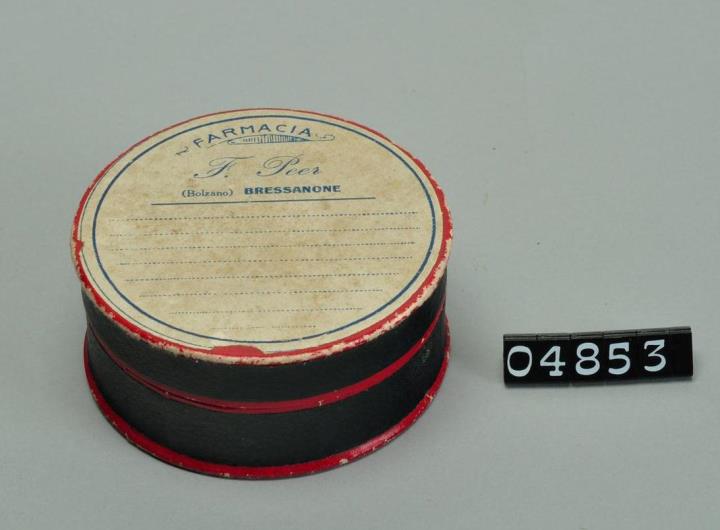 FARMACIA
F. Peer
(Bolzano) BRESSANONE
04853